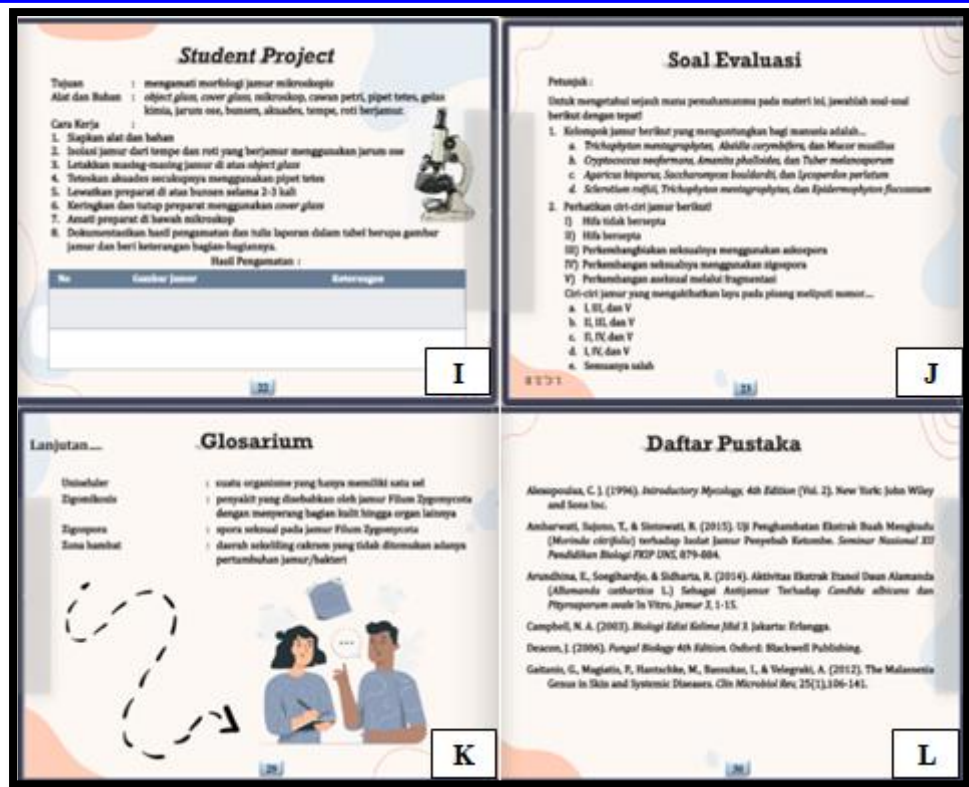 Student Project
Tujuan : mengamati morfologi jamur mikroskopis
Alat dan Bahan : object glass, cover glass, mikroskop, cawan petri, pipet tetes, gelas
kimia, jarum ose, bunsen, akuades, tempe, roti berjamur.
Cara Kerja :
1. Siapkan alat dan bahan
2. Isolasi jamur dari tempe dan roti yang berjamur menggunakan jarum ose
3. Letakkan masing-masing jamur di atas object glass
4. Teteskan akuades secukupnya menggunakan pipet tetes
5. Lewatkan preparat di atas bunsen selama 2-3 kali
6. Keringkan dan tutup preparat menggunakan cover glass
7. Amati preparat di bawah mikroskop
8. Dokumentasikan hasil pengamatan dan tulis laporan dalam tabel berupa gambar
jamur dan beri keterangan bagian-bagiannya.
Hasil Pengamatan :
No Gambar Jamur Keterangan
22
I
Soal Evaluasi
Petunjuk :
Untuk mengetahui sejauh mana pemahamanmu pada materi ini, jawablah soal-soal
berikut dengan tepat!
1. Kelompok jamur berikut yang menguntungkan bagi manusia adalah...
a. Trichophyton mentagrophytes, Absidia corymbifera, dan Mucor musillus
b. Cryptococcus neoformans, Amanita phalloides, dan Tuber melanosporum
c. Agaricus bisporus, Saccharomyces boulardii, dan Lycoperdon perlatum
d. Sclerotium rolfsii, Trichophyton mentagrophytes, dan Epidermophyton floccosum
2. Perhatikan ciri-ciri jamur berikut!
I) Hifa tidak bersepta
II) Hifa bersepta
III) Perkembangbiakan seksualnya menggunakan askospora
IV) Perkembangan seksualnya menggunakan zigospora
V) Perkembangan aseksual melalui fragmentasi
Ciri-ciri jamur yang mengakibatkan layu pada pisang meliputi nomor....
a. I, III, dan V
b. II, III, dan V
c. II, IV, dan V
d. I, IV, dan V
e. Semuanya salah
23
J
Lanjutan....
Glosarium
Uniseluler : suatu organisme yang hanya memiliki satu sel
Zigomikosis : penyakit yang disebabkan oleh jamur Filum Zygomycota
dengan menyerang bagian kulit hingga organ lainnya
Zigospora : spora seksual pada jamur Filum Zygomycota
Zona hambat : daerah sekeliling cakram yang tidak ditemukan adanya
pertumbuhan jamur/bakteri
29
K
Daftar Pustaka
Alexopoulus, C. J. (1996). Introductory Mycology, 4th Edition (Vol. 2). New York: John Wiley
and Sons Inc.
Ambarwati, Sujono, T., & Sintowati, R. (2015). Uji Penghambatan Ekstrak Buah Mengkudu
(Morinda citrifolia) terhadap Isolat Jamur Penyebab Ketombe. Seminar Nasional XII
Pendidikan Biologi FKIP UNS, 879-884.
Arundhina, E., Soegihardjo, & Sidharta, R. (2014). Aktivitas Ekstrak Etanol Daun Alamanda
(Allamanda cathartica L.) Sebagai Antijamur Terhadap Candida albicans dan
Pityrosporum ovale In Vitro. Jamur 3, 1-15.
Campbell, N. A. (2003). Biologi Edisi Kelima Jilid 3. Jakarta: Erlangga.
Deacon, J. (2006). Fungal Biology 4th Edition. Oxford: Blackwell Publishing.
Gaitanis, G., Magiatis, P., Hantschke, M., Bassukas, I., & Velegraki, A. (2012). The Malassezia
Genus in Skin and Systemic Diseases. Clin Microbiol Rev, 25(1),106-141.
30
L